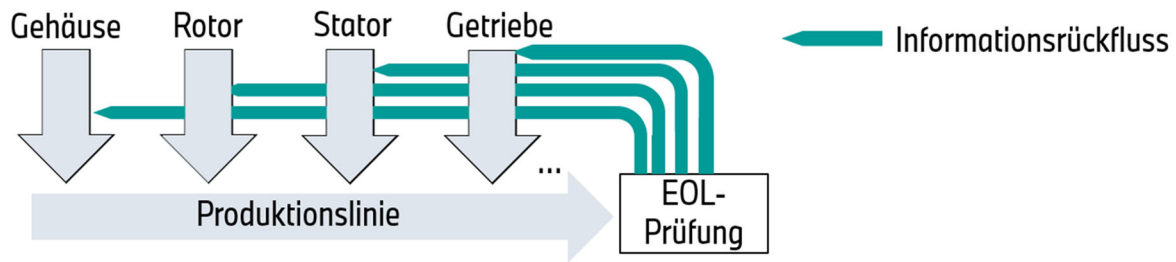 Gehäuse
Rotor
Stator
Getriebe
Informationsrückfluss
...
Produktionslinie
EOL-
Prüfung